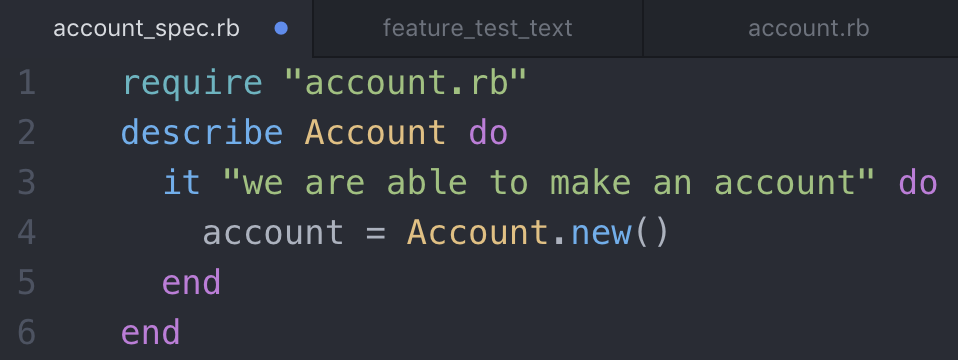 account_spec.rb feature_test_text account.rb
1 require "account.rb"
2 describe Account do
3   it "we are able to make an account" do
4     account = Account.new()
5   end
6 end